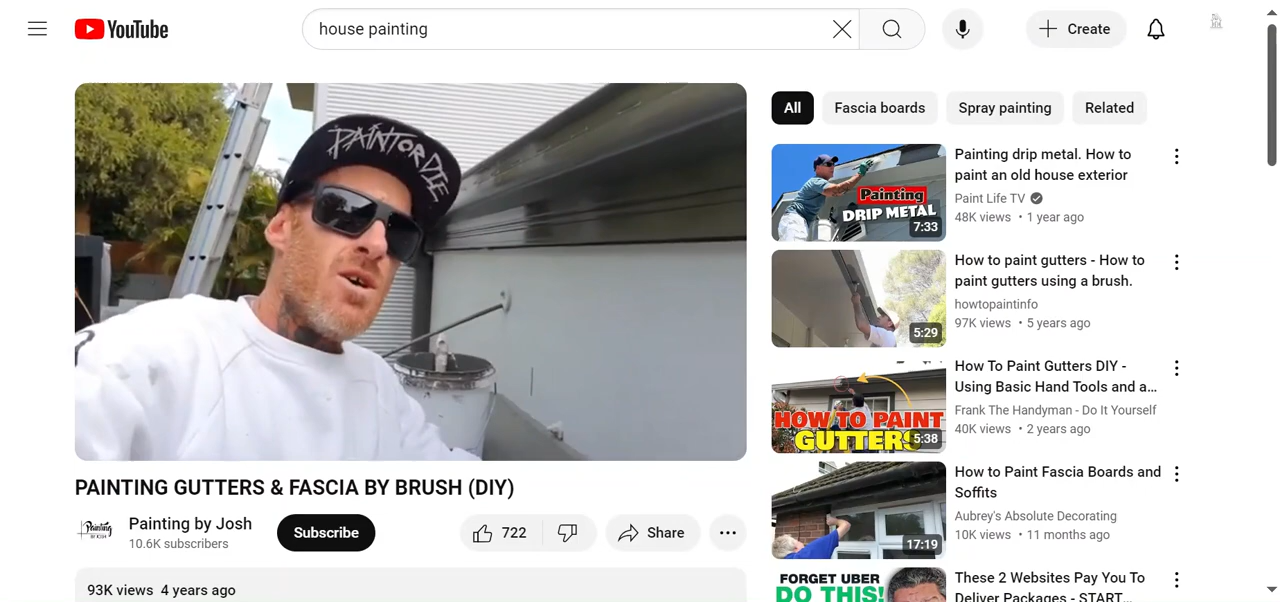 YouTube
house painting
Create
PAINT OR DIE
All
Fascia boards
Spray painting
Related
Painting
DRIP METAL
7:33
Painting drip metal. How to
paint an old house exterior
Paint Life TV
48K views • 1 year ago
5:29
How to paint gutters - How to
paint gutters using a brush.
howtopaintinfo
97K views • 5 years ago
HOW TO PAINT
GUTTERS
5:38
How To Paint Gutters DIY -
Using Basic Hand Tools and a...
Frank The Handyman - Do It Yourself
40K views • 2 years ago
17:19
How to Paint Fascia Boards and
Soffits
Aubrey's Absolute Decorating
10K views • 11 months ago
FORGET UBER
DO THIS!
These 2 Websites Pay You To
Deliver Packages - START...
PAINTING GUTTERS & FASCIA BY BRUSH (DIY)
Painting
Painting by Josh
10.6K subscribers
Subscribe
722
Share
93K views 4 years ago